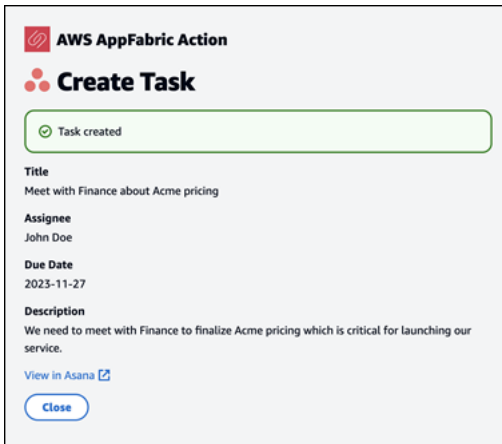 AWS AppFabric Action
Create Task
Task created
Title
Meet with Finance about Acme pricing
Assignee
John Doe
Due Date
2023-11-27
Description
We need to meet with Finance to finalize Acme pricing which is critical for launching our
service.
View in Asana
Close